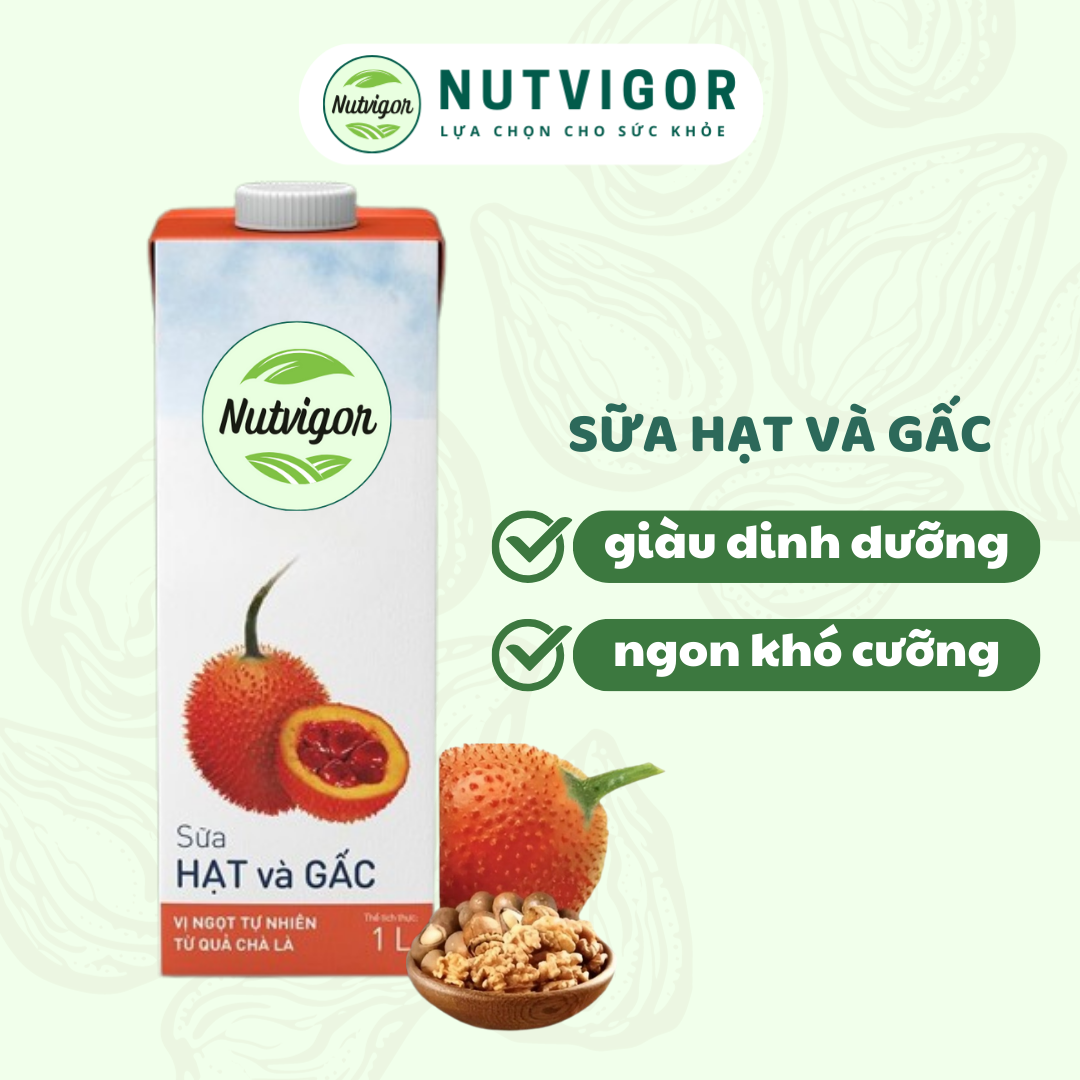 Nutvigor
NUTVIGOR
LỰA CHỌN CHO SỨC KHỎE
Nutvigor
SỮA HẠT VÀ GẤC
giàu dinh dưỡng
ngon khó cưỡng
Sữa
HẠT và GẤC
VỊ NGỌT TỰ NHIÊN
TỪ QUẢ CHÀ LÀ
Thể tích thực:
1 L